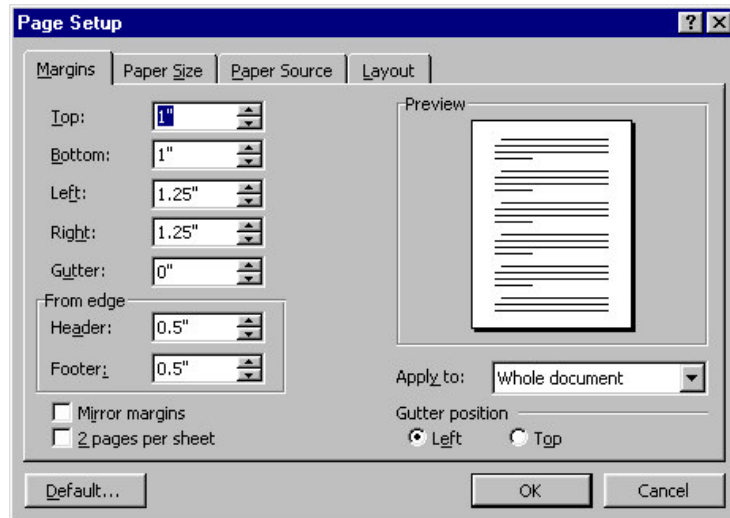 Page Setup
Margins Paper Size Paper Source Layout
Top: 1"
Bottom: 1"
Left: 1.25"
Right: 1.25"
Gutter: 0"
From edge
Header: 0.5"
Footer: 0.5"
Mirror margins
2 pages per sheet
Preview
Apply to: Whole document
Gutter position
Left Top
Default... OK Cancel